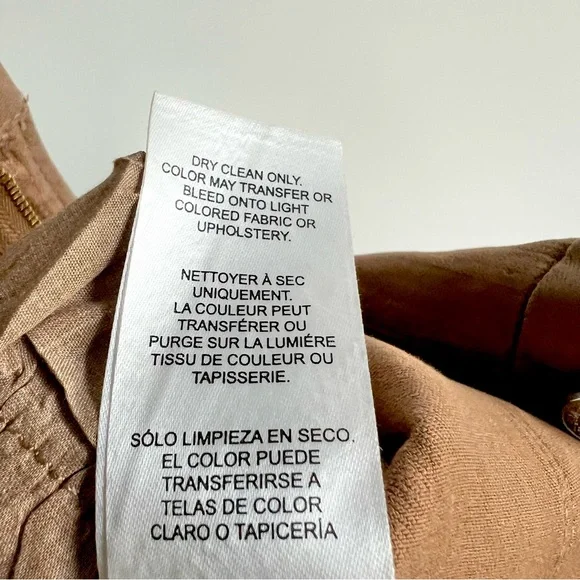 DRY CLEAN ONLY.
COLOR MAY TRANSFER OR
BLEED ONTO LIGHT
COLORED FABRIC OR
UPHOLSTERY.
NETTOYER À SEC
UNIQUEMENT.
LA COULEUR PEUT
TRANSFÉRER OU
PURGE SUR LA LUMIÉRE
TISSU DE COULEUR OU
TAPISSERIE.
SÓLO LIMPIEZA EN SECO.
EL COLOR PUEDE
TRANSFERIRSE A
TELAS DE COLOR
CLARO O TAPICERÍA